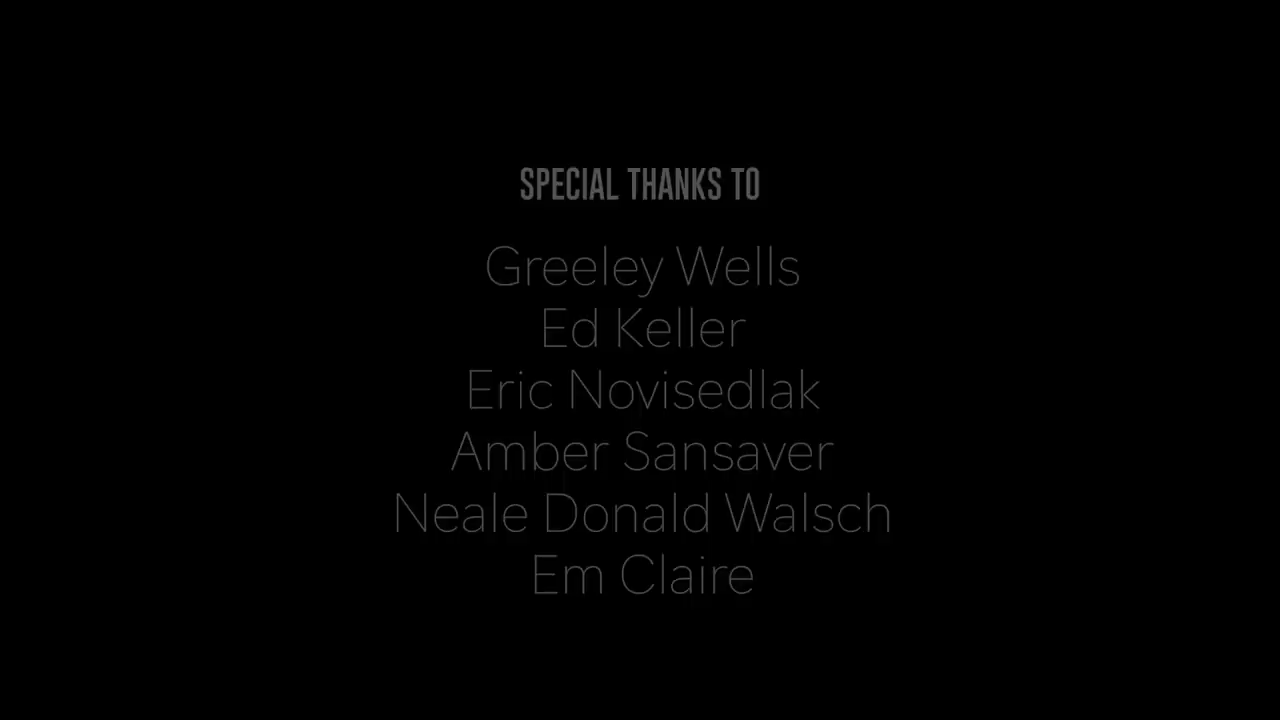 SPECIAL THANKS TO
Greeley Wells
Ed Keller
Eric Novisedlak
Amber Sansaver
Neale Donald Walsch
Em Claire